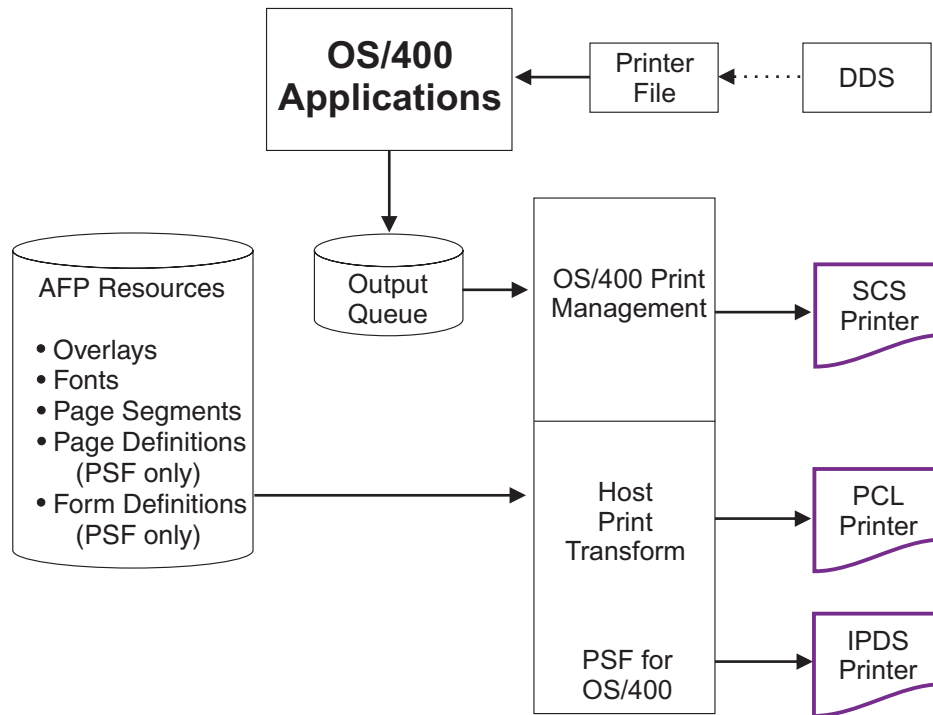 OS/400
Applications
Printer
File
DDS
AFP Resources
• Overlays
• Fonts
• Page Segments
• Page Definitions
(PSF only)
• Form Definitions
(PSF only)
Output
Queue
OS/400 Print
Management
SCS
Printer
Host
Print
Transform
PCL
Printer
PSF for
OS/400
IPDS
Printer